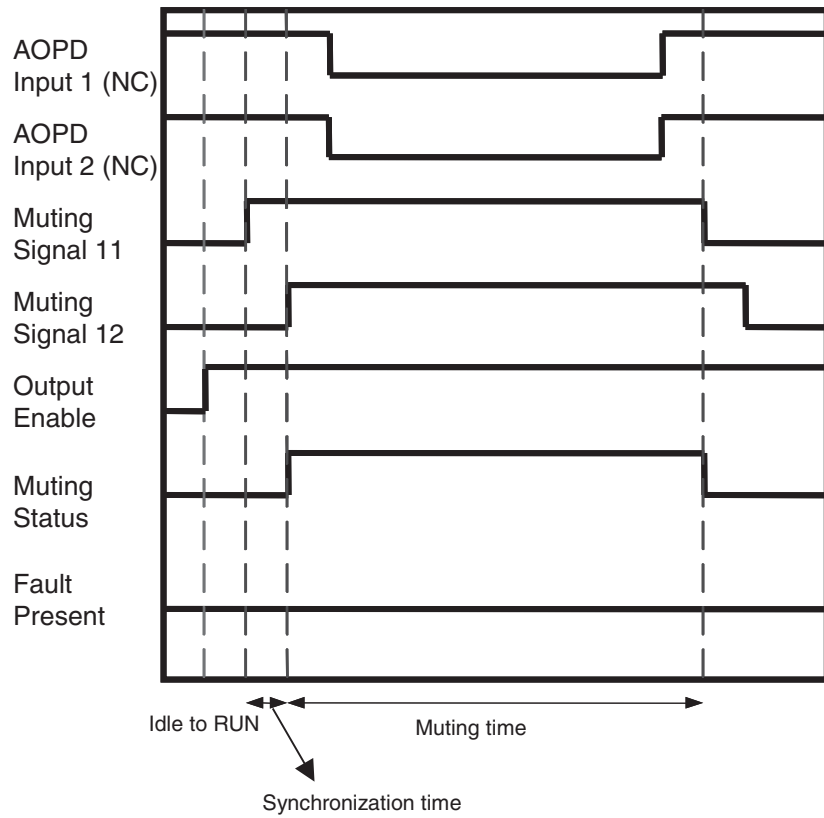 AOPD
Input 1 (NC)
AOPD
Input 2 (NC)
Muting
Signal 11
Muting
Signal 12
Output
Enable
Muting
Status
Fault
Present
Idle to RUN
Muting time
Synchronization time